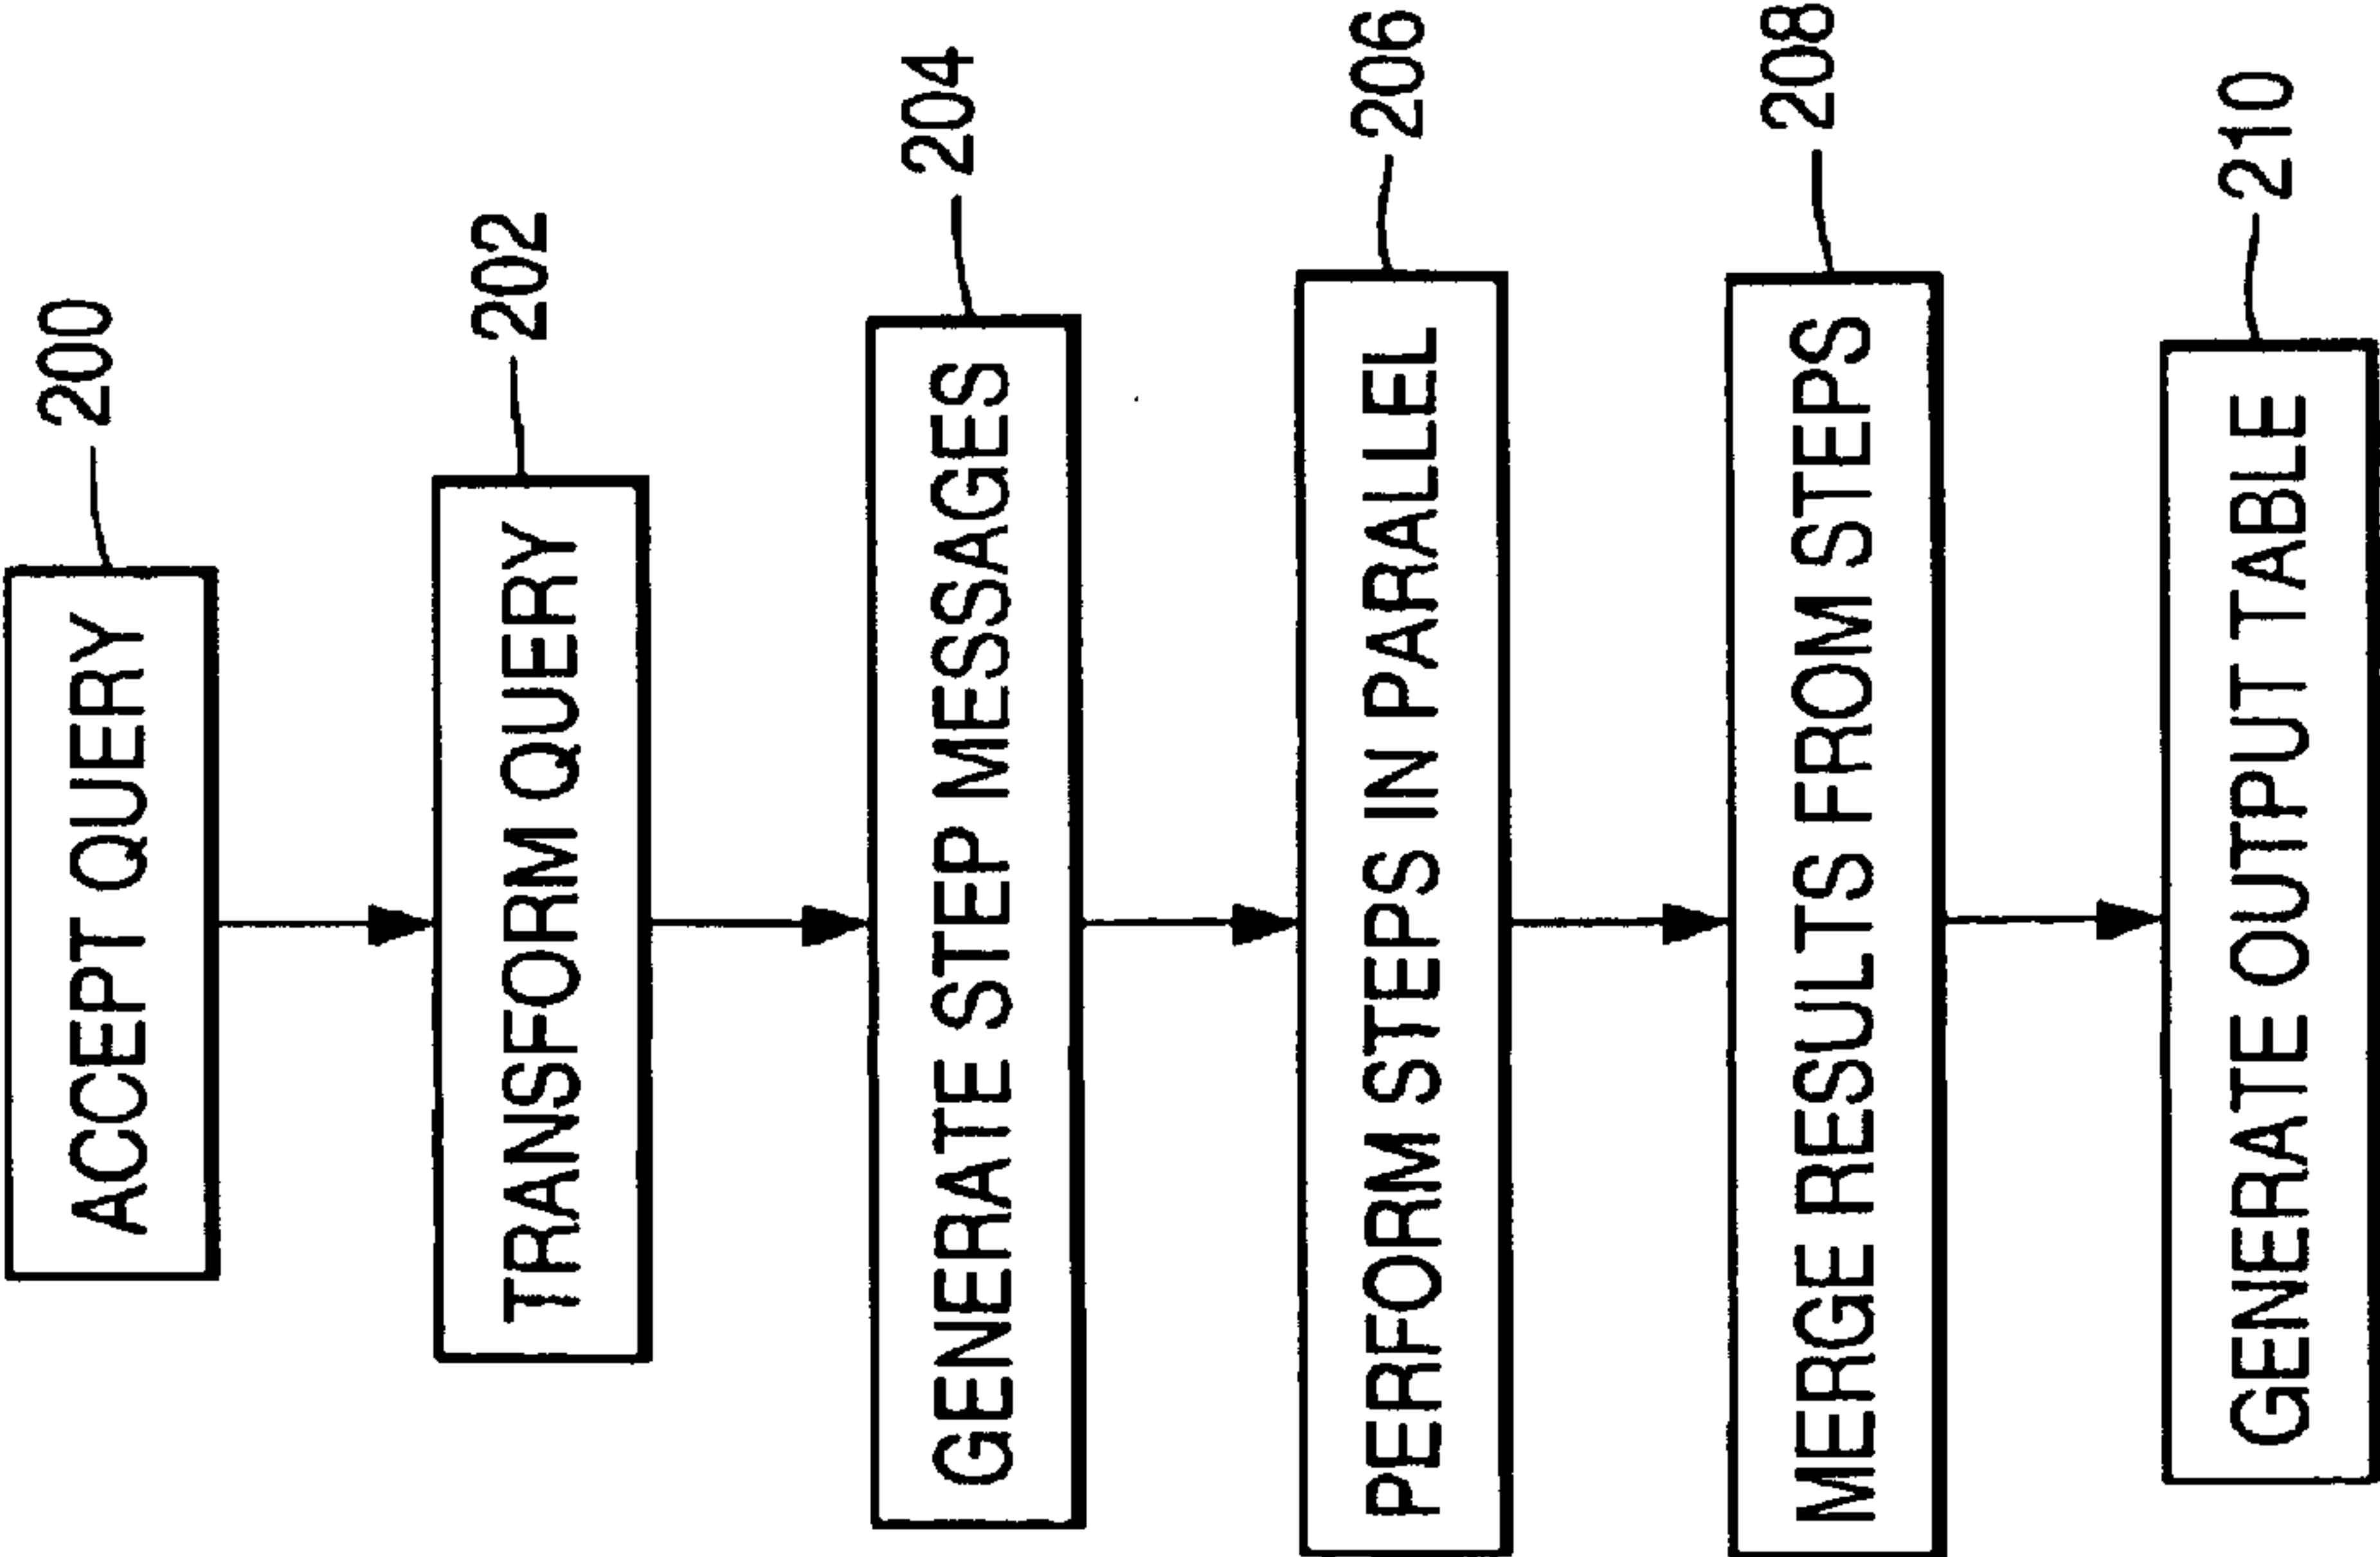 ACCEPT QUERY
200
TRANSFORM QUERY
202
GENERATE STEP MESSAGES
204
PERFORM STEPS IN PARALLEL
206
MERGE RESULTS FROM STEPS
208
GENERATE OUTPUT TABLE
210